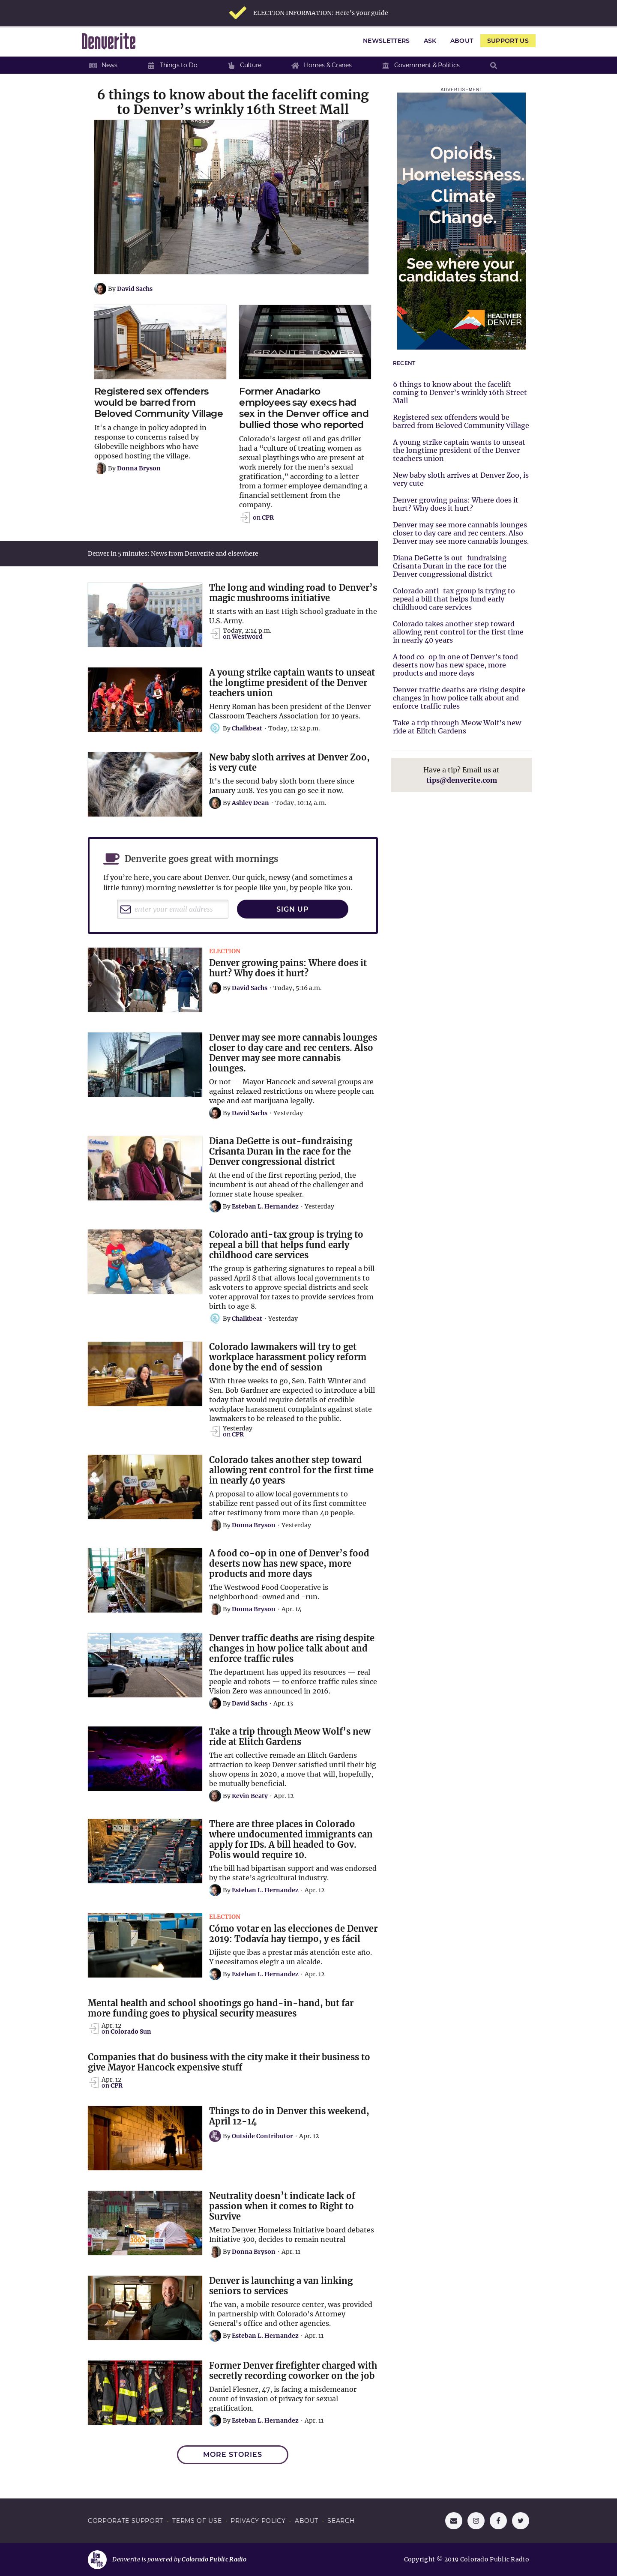 ELECTION INFORMATION: Here's your guide
Denverite
NEWSLETTERS
ASK
ABOUT
SUPPORT US
News
Things to Do
Culture
Homes & Cranes
Government & Politics
6 things to know about the facelift coming
to Denver's wrinkly 16th Street Mall
By David Sachs
GRANITE TOWER
Registered sex offenders
would be barred from
Beloved Community Village
It's a change in policy adopted in
response to concerns raised by
Globeville neighbors who have
opposed hosting the village.
By Donna Bryson
Former Anadarko
employees say execs had
sex in the Denver office and
bullied those who reported
Colorado's largest oil and gas driller
had a "culture of treating women as
sexual playthings who are present at
work merely for the men's sexual
gratification," according to a letter
from a former employee demanding a
financial settlement from the
company.
on CPR
Denver in 5 minutes: News from Denverite and elsewhere
The long and winding road to Denver's
magic mushrooms initiative
It starts with an East High School graduate in the
U.S. Army.
Today, 2:14 p.m.
on Westword
A young strike captain wants to unseat
the longtime president of the Denver
teachers union
Henry Roman has been president of the Denver
Classroom Teachers Association for 10 years.
By Chalkbeat · Today, 12:32 p.m.
New baby sloth arrives at Denver Zoo,
is very cute
It's the second baby sloth born there since
January 2018. Yes you can go see it now.
By Ashley Dean · Today, 10:14 a.m.
Denverite goes great with mornings
If you're here, you care about Denver. Our quick, newsy (and sometimes a
little funny) morning newsletter is for people like you, by people like you.
enter your email address
SIGN UP
ELECTION
Denver growing pains: Where does it
hurt? Why does it hurt?
By David Sachs · Today, 5:16 a.m.
Denver may see more cannabis lounges
closer to day care and rec centers. Also
Denver may see more cannabis
lounges.
Or not — Mayor Hancock and several groups are
against relaxed restrictions on where people can
vape and eat marijuana legally.
By David Sachs · Yesterday
Diana DeGette is out-fundraising
Crisanta Duran in the race for the
Denver congressional district
At the end of the first reporting period, the
incumbent is out ahead of the challenger and
former state house speaker.
By Esteban L. Hernandez · Yesterday
Colorado anti-tax group is trying to
repeal a bill that helps fund early
childhood care services
The group is gathering signatures to repeal a bill
passed April 8 that allows local governments to
ask voters to approve special districts and seek
voter approval for taxes to provide services from
birth to age 8.
By Chalkbeat · Yesterday
Colorado lawmakers will try to get
workplace harassment policy reform
done by the end of session
With three weeks to go, Sen. Faith Winter and
Sen. Bob Gardner are expected to introduce a bill
today that would require details of credible
workplace harassment complaints against state
lawmakers to be released to the public.
Yesterday
on CPR
Colorado takes another step toward
allowing rent control for the first time
in nearly 40 years
A proposal to allow local governments to
stabilize rent passed out of its first committee
after testimony from more than 40 people.
By Donna Bryson · Yesterday
A food co-op in one of Denver's food
deserts now has new space, more
products and more days
The Westwood Food Cooperative is
neighborhood-owned and -run.
By Donna Bryson · Apr. 14
Denver traffic deaths are rising despite
changes in how police talk about and
enforce traffic rules
The department has upped its resources — real
people and robots — to enforce traffic rules since
Vision Zero was announced in 2016.
By David Sachs · Apr. 13
Take a trip through Meow Wolf's new
ride at Elitch Gardens
The art collective remade an Elitch Gardens
attraction to keep Denver satisfied until their big
show opens in 2020, a move that will, hopefully,
be mutually beneficial.
By Kevin Beaty · Apr. 12
There are three places in Colorado
where undocumented immigrants can
apply for IDs. A bill headed to Gov.
Polis would require 10.
The bill had bipartisan support and was endorsed
by the state's agricultural industry.
By Esteban L. Hernandez · Apr. 12
ELECTION
Cómo votar en las elecciones de Denver
2019: Todavía hay tiempo, y es fácil
Dijiste que ibas a prestar más atención este año.
Y necesitamos elegir a un alcalde.
By Esteban L. Hernandez · Apr. 12
Mental health and school shootings go hand-in-hand, but far
more funding goes to physical security measures
Apr. 12
on Colorado Sun
Companies that do business with the city make it their business to
give Mayor Hancock expensive stuff
Apr. 12
on CPR
Things to do in Denver this weekend,
April 12-14
By Outside Contributor · Apr. 12
Neutrality doesn't indicate lack of
passion when it comes to Right to
Survive
Metro Denver Homeless Initiative board debates
Initiative 300, decides to remain neutral
By Donna Bryson · Apr. 11
Denver is launching a van linking
seniors to services
The van, a mobile resource center, was provided
in partnership with Colorado's Attorney
General's office and other agencies.
By Esteban L. Hernandez · Apr. 11
Former Denver firefighter charged with
secretly recording coworker on the job
Daniel Flesner, 47, is facing a misdemeanor
count of invasion of privacy for sexual
gratification.
By Esteban L. Hernandez · Apr. 11
MORE STORIES
ADVERTISEMENT
Opioids.
Homelessness.
Climate
Change.
See where your
candidates stand.
HEALTHIER
DENVER
RECENT
6 things to know about the facelift
coming to Denver's wrinkly 16th Street
Mall
Registered sex offenders would be
barred from Beloved Community Village
A young strike captain wants to unseat
the longtime president of the Denver
teachers union
New baby sloth arrives at Denver Zoo, is
very cute
Denver growing pains: Where does it
hurt? Why does it hurt?
Denver may see more cannabis lounges
closer to day care and rec centers. Also
Denver may see more cannabis lounges.
Diana DeGette is out-fundraising
Crisanta Duran in the race for the
Denver congressional district
Colorado anti-tax group is trying to
repeal a bill that helps fund early
childhood care services
Colorado takes another step toward
allowing rent control for the first time
in nearly 40 years
A food co-op in one of Denver's food
deserts now has new space, more
products and more days
Denver traffic deaths are rising despite
changes in how police talk about and
enforce traffic rules
Take a trip through Meow Wolf's new
ride at Elitch Gardens
Have a tip? Email us at
tips@denverite.com
CORPORATE SUPPORT · TERMS OF USE · PRIVACY POLICY · ABOUT · SEARCH
Denverite is powered by Colorado Public Radio
Copyright © 2019 Colorado Public Radio